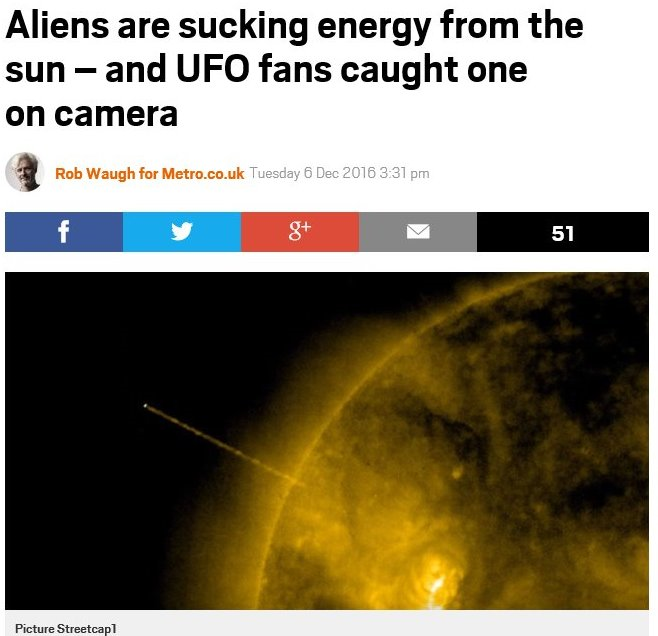 Aliens are sucking energy from the
sun – and UFO fans caught one
on camera
Rob Waugh for Metro.co.uk Tuesday 6 Dec 2016 3:31 pm
f g+ 51
Picture Streetcap1